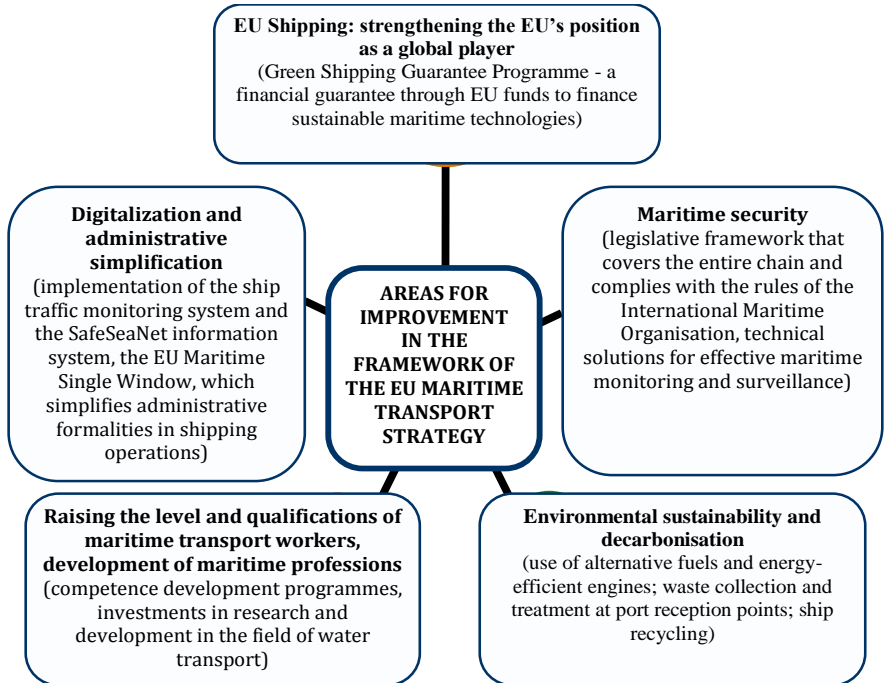 EU Shipping: strengthening the EU's position
as a global player
(Green Shipping Guarantee Programme - a
financial guarantee through EU funds to finance
sustainable maritime technologies)
Digitalization and
administrative
simplification
(implementation of the ship
traffic monitoring system and
the SafeSeaNet information
system, the EU Maritime
Single Window, which
simplifies administrative
formalities in shipping
operations)
AREAS FOR
IMPROVEMENT
IN THE
FRAMEWORK OF
THE EU MARITIME
TRANSPORT
STRATEGY
Maritime security
(legislative framework that
covers the entire chain and
complies with the rules of the
International Maritime
Organisation, technical
solutions for effective maritime
monitoring and surveillance)
Raising the level and qualifications of
maritime transport workers,
development of maritime professions
(competence development programmes,
investments in research and
development in the field of water
transport)
Environmental sustainability and
decarbonisation
(use of alternative fuels and energy-
efficient engines; waste collection and
treatment at port reception points; ship
recycling)